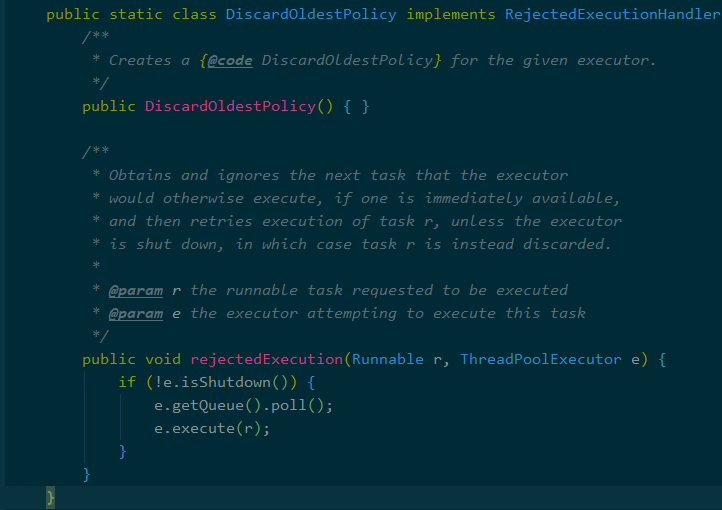 public static class DiscardOldestPolicy implements RejectedExecutionHandler
/**
* Creates a {@code DiscardOldestPolicy} for the given executor.
*/
public DiscardOldestPolicy() { }
/**
* Obtains and ignores the next task that the executor
* would otherwise execute, if one is immediately available,
* and then retries execution of task r, unless the executor
* is shut down, in which case task r is instead discarded.
*
* @param r the runnable task requested to be executed
* @param e the executor attempting to execute this task
*/
public void rejectedExecution(Runnable r, ThreadPoolExecutor e) {
if (!e.isShutdown()) {
e.getQueue().poll();
e.execute(r);
}
}
}